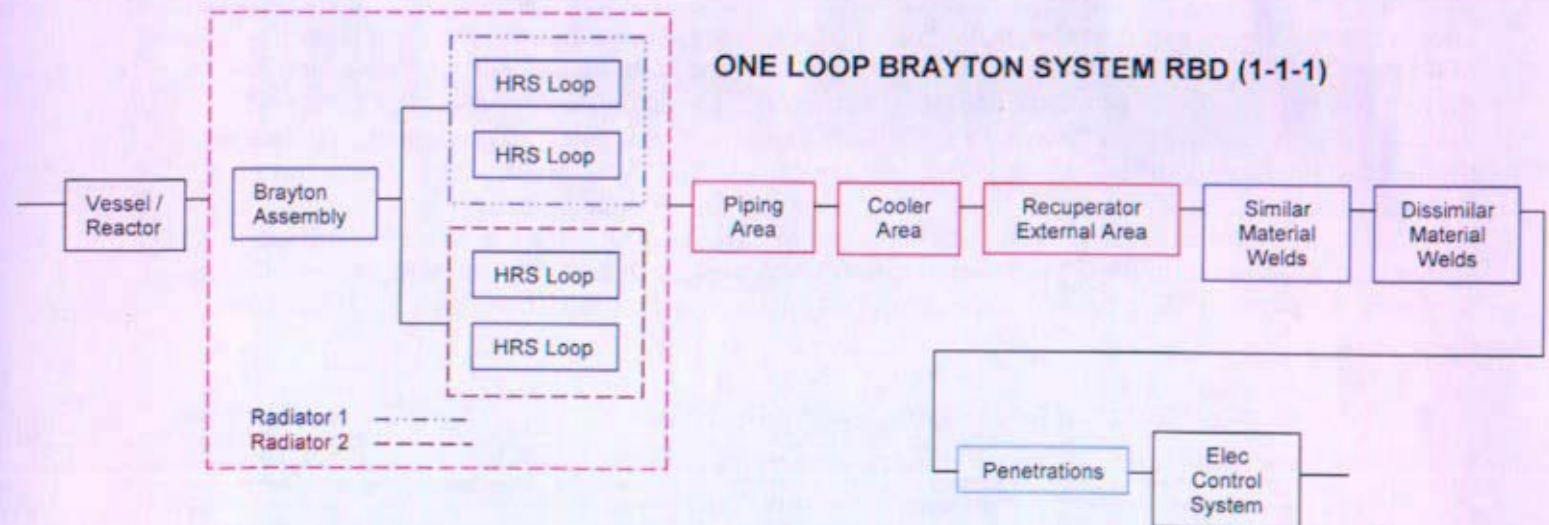 ONE LOOP BRAYTON SYSTEM RBD (1-1-1)
HRS Loop
HRS Loop
Vessel /
Reactor
Brayton
Assembly
HRS Loop
HRS Loop
Radiator 1
Radiator 2
Piping
Area
Cooler
Area
Recuperator
External Area
Similar
Material
Welds
Dissimilar
Material
Welds
Penetrations
Elec
Control
System